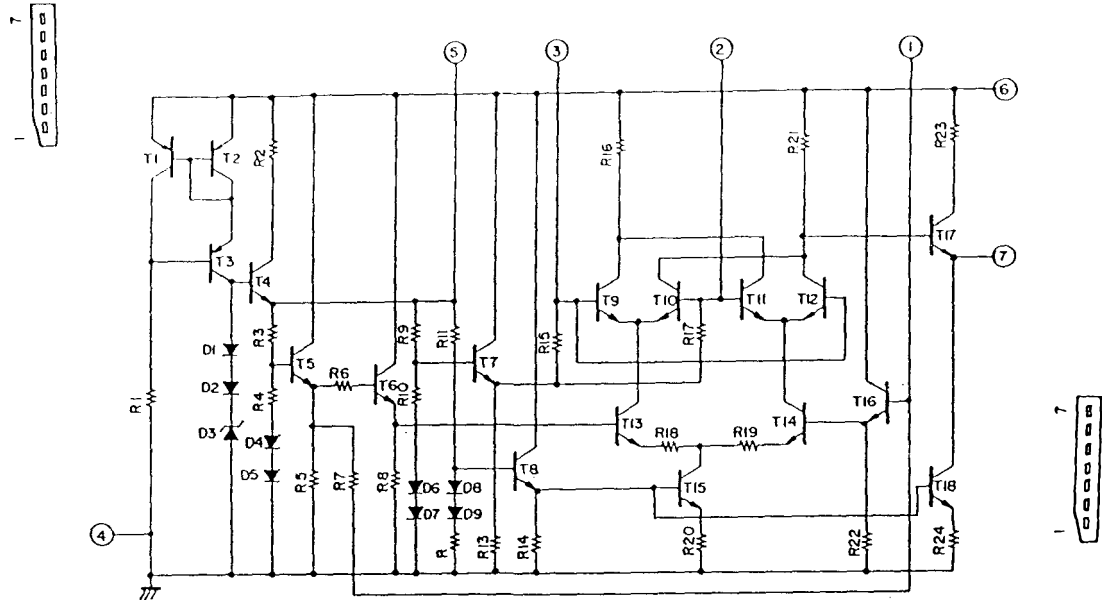 7
1
5
3
2
1
6
T1
T2
R2
R16
R21
R23
T3
T4
T17
7
T9
T10
T11
T12
R17
D1
R3
R9
R11
R15
T5
T7
D2
R6
T6
R10
R1
R4
T16
D3
D4
T13
R18
R19
T14
D5
R5
R7
R8
D6
D8
T8
T15
T18
D7
D9
4
R
R13
R14
R20
R22
R24
7
1